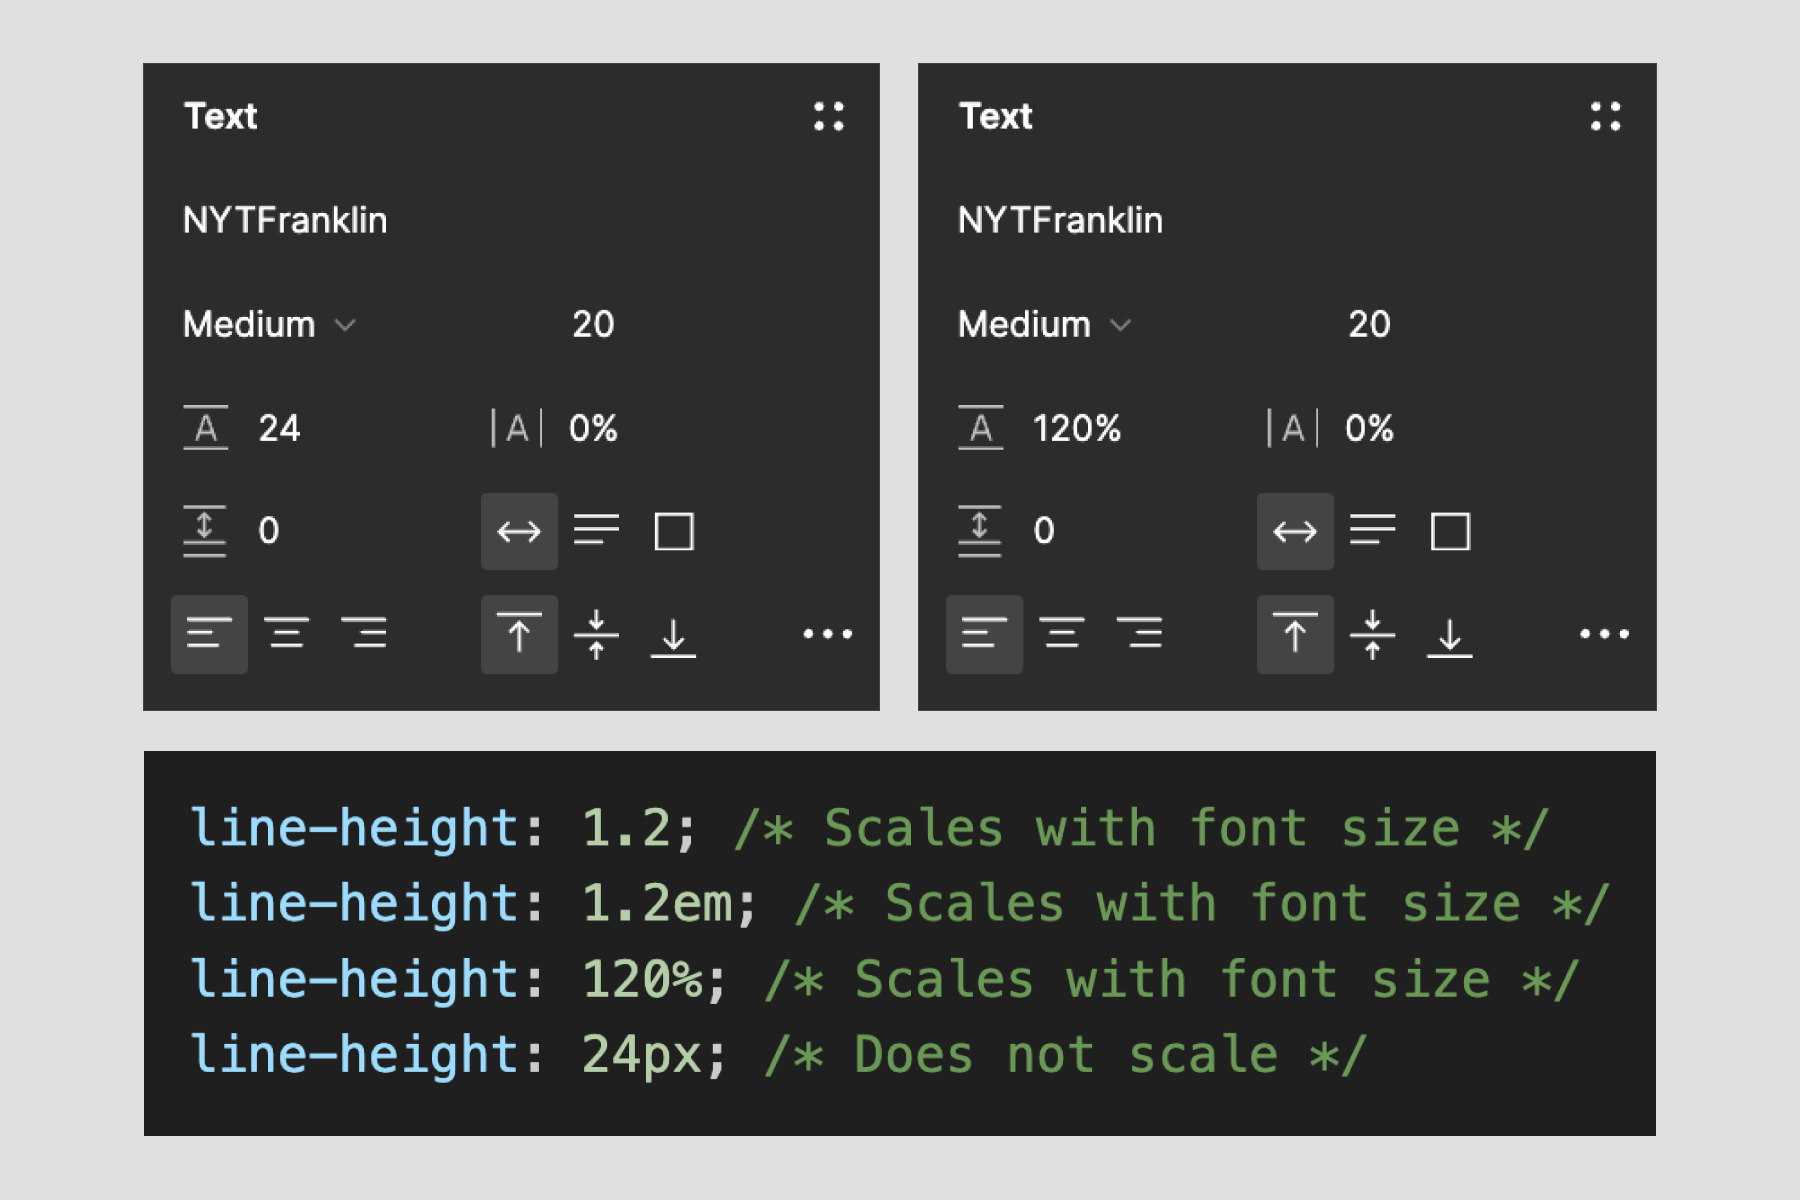 Text
NYTFranklin
Medium 20
A 24 |A| 0%
0
Text
NYTFranklin
Medium 20
A 120% |A| 0%
0
line-height: 1.2; /* Scales with font size */
line-height: 1.2em; /* Scales with font size */
line-height: 120%; /* Scales with font size */
line-height: 24px; /* Does not scale */